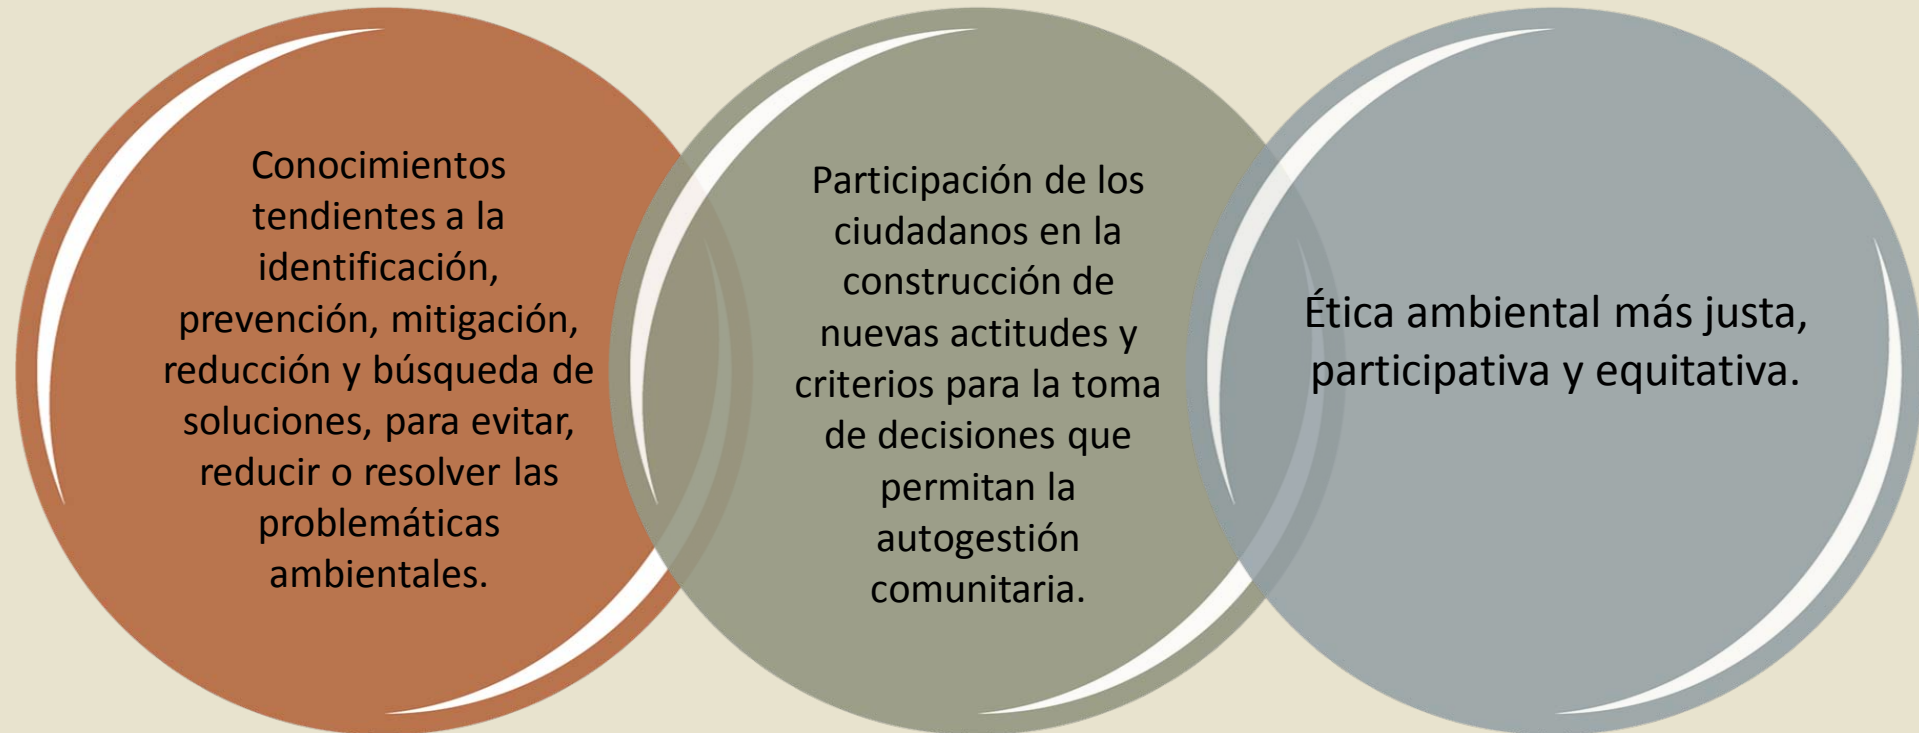 Conocimientos
tendientes a la
identificación,
prevención, mitigación,
reducción y búsqueda de
soluciones, para evitar,
reducir o resolver las
problemáticas
ambientales.
Participación de los
ciudadanos en la
construcción de
nuevas actitudes y
criterios para la toma
de decisiones que
permitan la
autogestión
comunitaria.
Ética ambiental más justa,
participativa y equitativa.